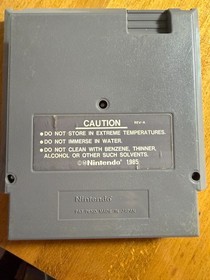 CAUTION REV-A
• DO NOT STORE IN EXTREME TEMPERATURES.
• DO NOT IMMERSE IN WATER.
• DO NOT CLEAN WITH BENZENE, THINNER,
ALCOHOL OR OTHER SUCH SOLVENTS.
©Nintendo® 1985
Nintendo